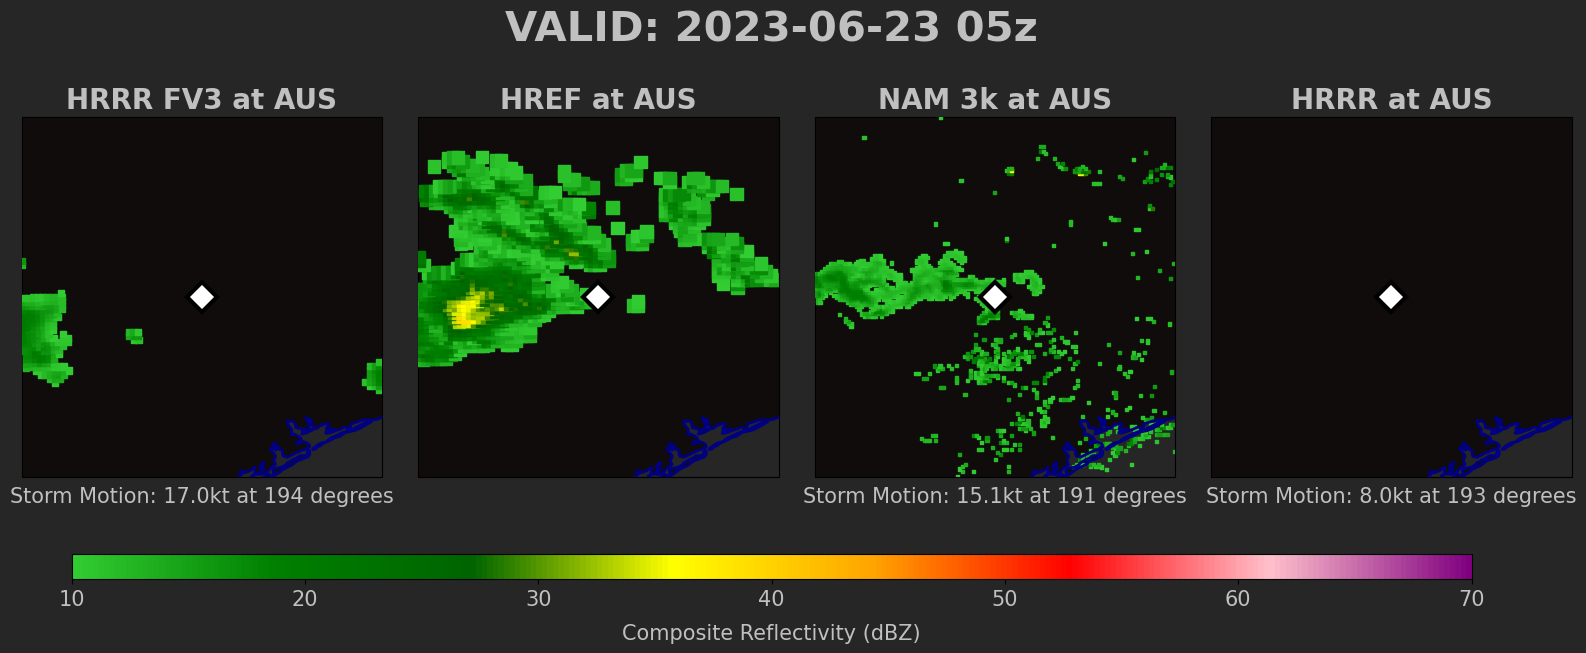 VALID: 2023-06-23 05z
HRRR FV3 at AUS
HREF at AUS
NAM 3k at AUS
HRRR at AUS
Storm Motion: 17.0kt at 194 degrees
Storm Motion: 15.1kt at 191 degrees
Storm Motion: 8.0kt at 193 degrees
10 20 30 40 50 60 70
Composite Reflectivity (dBZ)